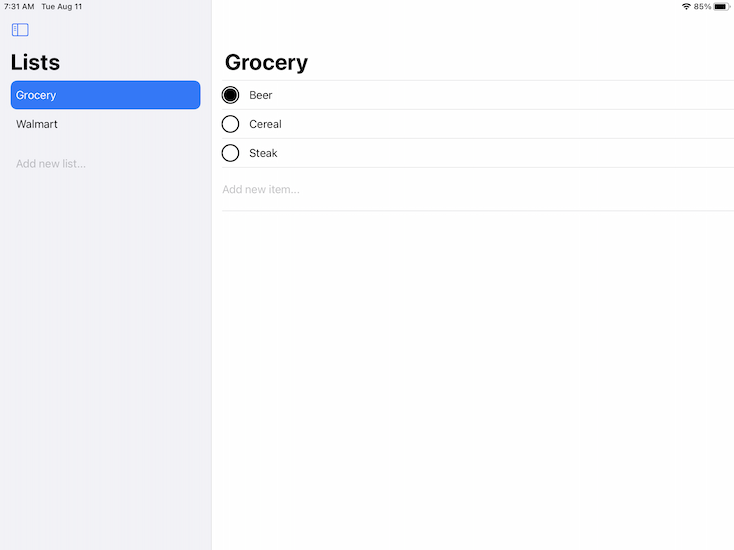 7:31 AM Tue Aug 11
85%
Lists
Grocery
Walmart
Add new list...
Grocery
Beer
Cereal
Steak
Add new item...